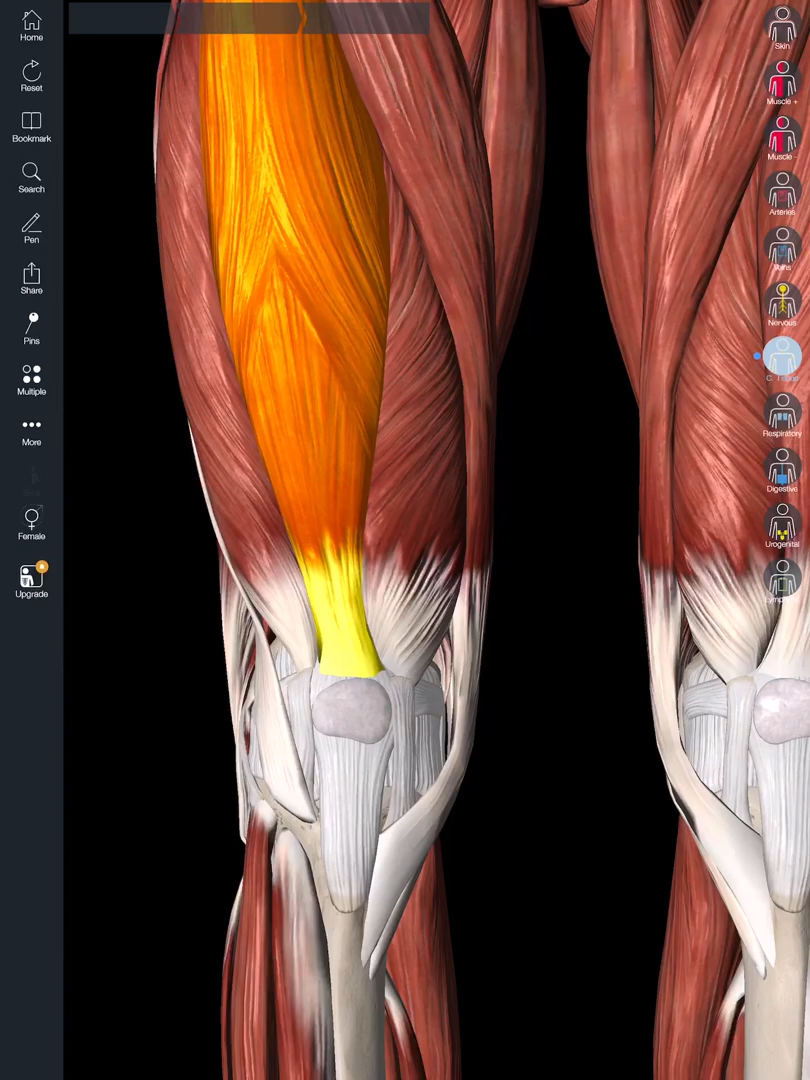 Home
Reset
Bookmark
Search
Pen
Share
Pins
Multiple
More
Female
Upgrade
Skin
Muscle +
Muscle -
Arteries
Veins
Nervous
Respiratory
Digestive
Urogenital